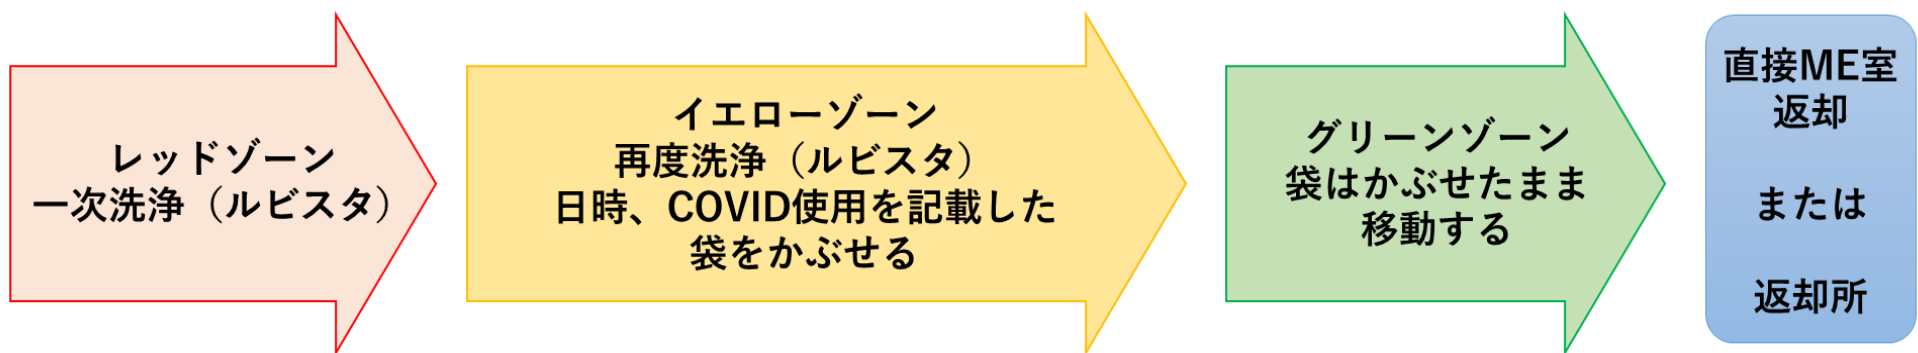 レッドゾーン
一次洗浄（ルビスタ）
イエローゾーン
再度洗浄（ルビスタ）
日時、COVID使用を記載した
袋をかぶせる
グリーンゾーン
袋はかぶせたまま
移動する
直接ME室
返却
または
返却所